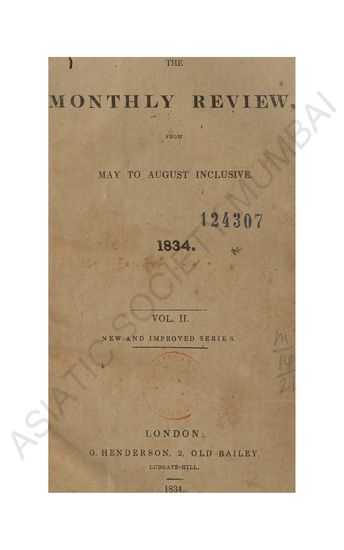 THE
MONTHLY REVIEW,
FROM
MAY TO AUGUST INCLUSIVE.
124307
1834.
VOL. II.
NEW AND IMPROVED SERIES.
LONDON:
G. HENDERSON, 2, OLD BAILEY,
LUDGATE-HILL.
1834.
ASIATIC SOCIETY MUMBAI